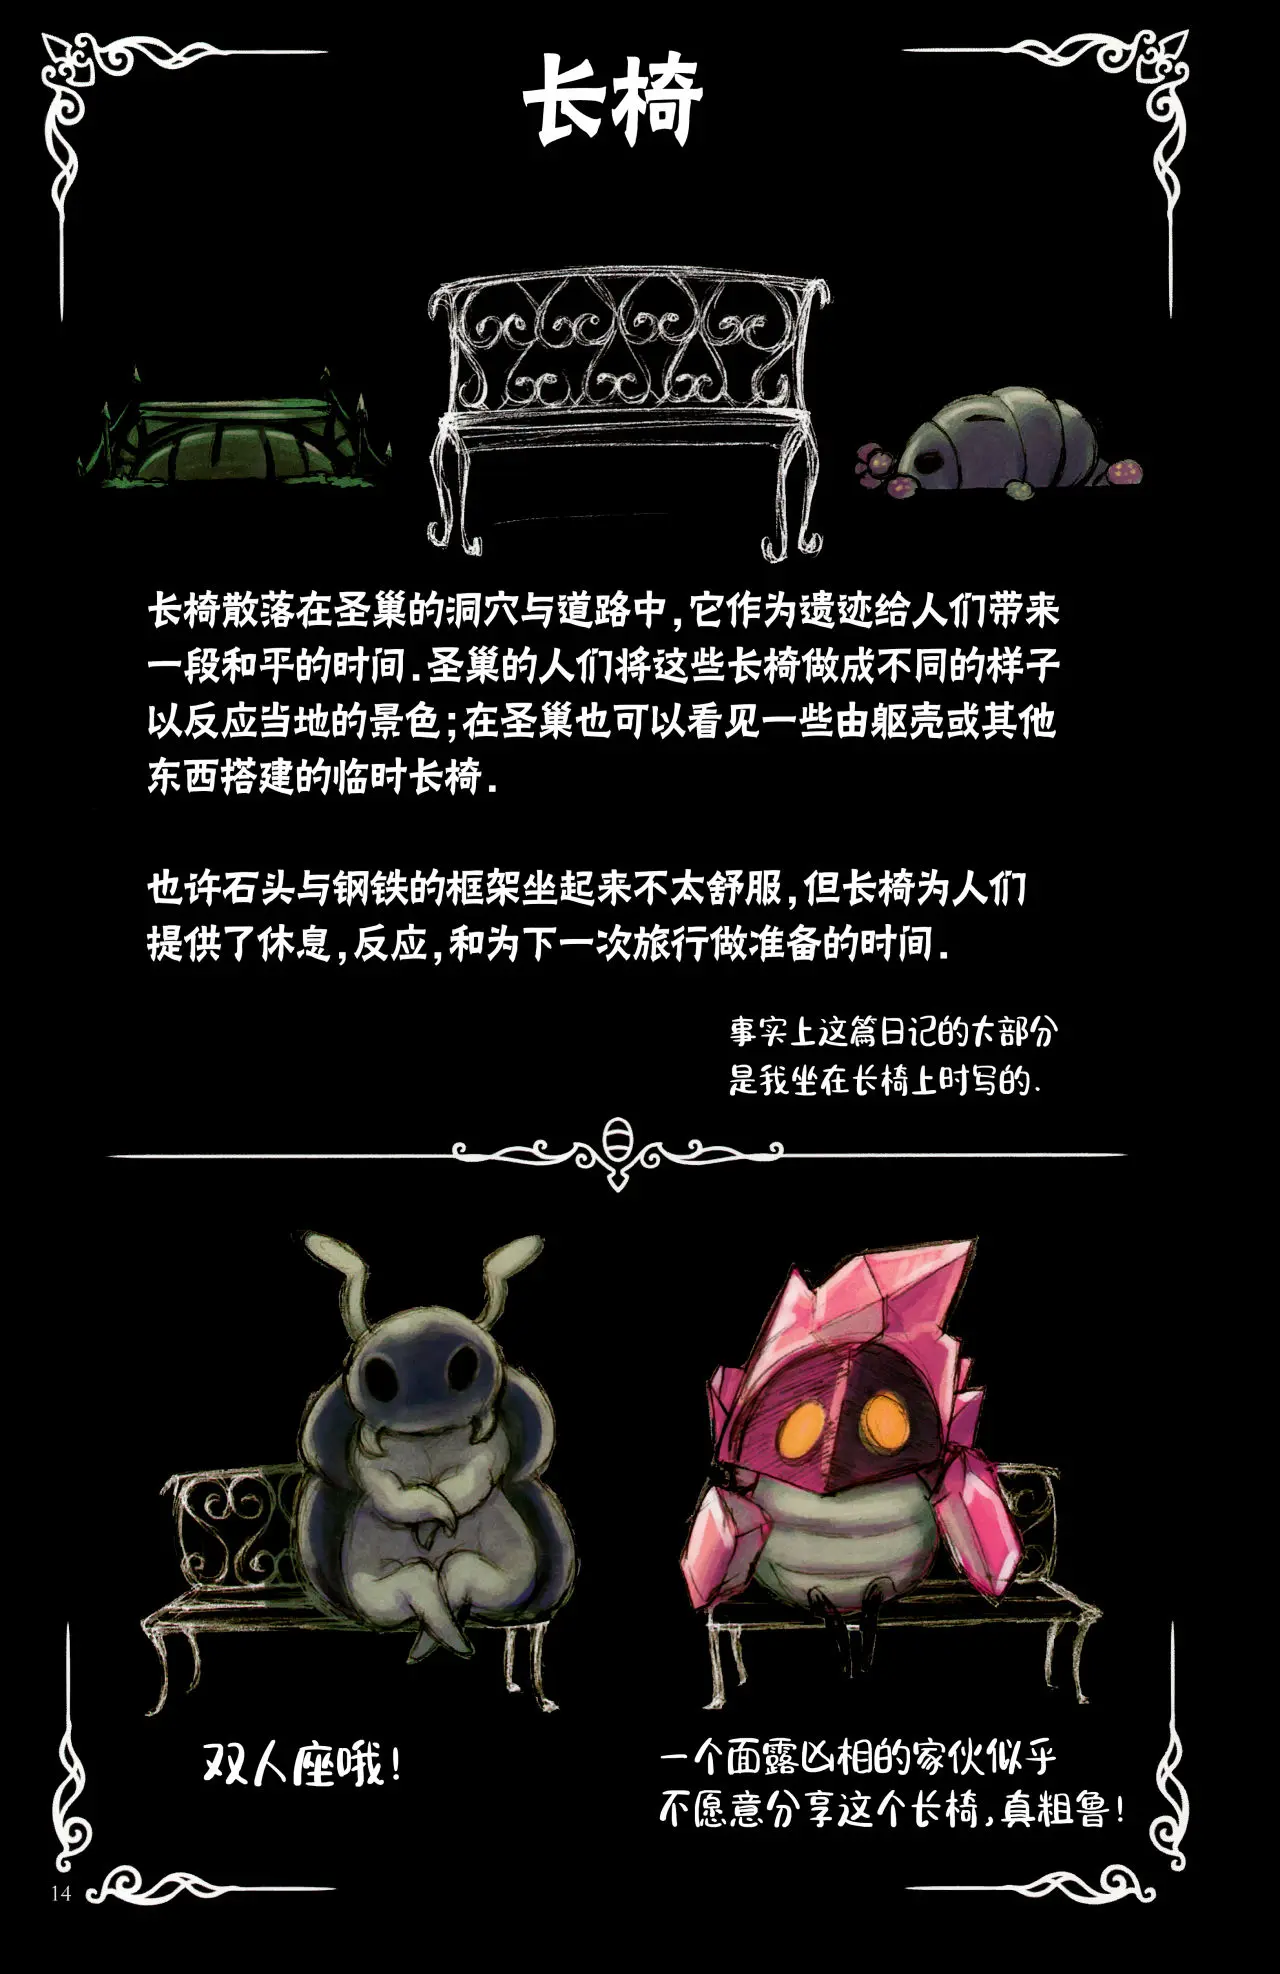 长椅
长椅散落在圣巢的洞穴与道路中,它作为遗迹给人们带来
一段和平的时间.圣巢的人们将这些长椅做成不同的样子
以反应当地的景色;在圣巢也可以看见一些由躯壳或其他
东西搭建的临时长椅.
也许石头与钢铁的框架坐起来不太舒服,但长椅为人们
提供了休息,反应,和为下一次旅行做准备的时间.
事实上这篇日记的大部分
是我坐在长椅上时写的.
双人座哦!
一个面露凶相的家伙似乎
不愿意分享这个长椅,真粗鲁!
14